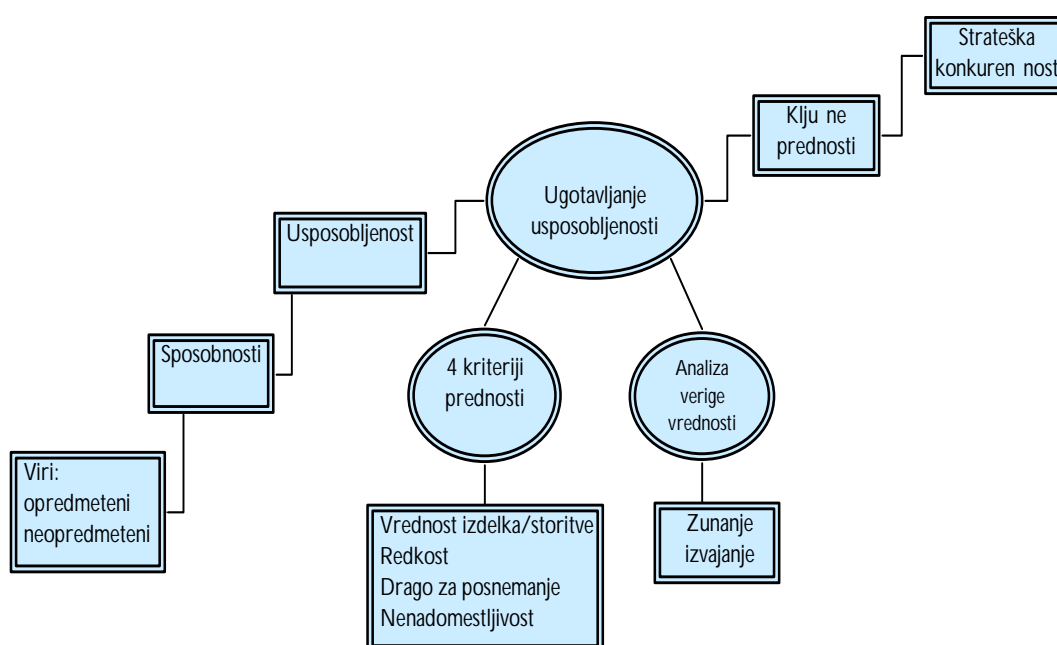 Strateška
konkuren nost
Klju ne
prednosti
Ugotavljanje
usposobljenosti
Usposobljenost
Sposobnosti
Viri:
opredmeteni
neopredmeteni
4 kriteriji
prednosti
Analiza
verige
vrednosti
Vrednost izdelka/storitve
Redkost
Drago za posnemanje
Nenadomestljivost
Zunanje
izvajanje